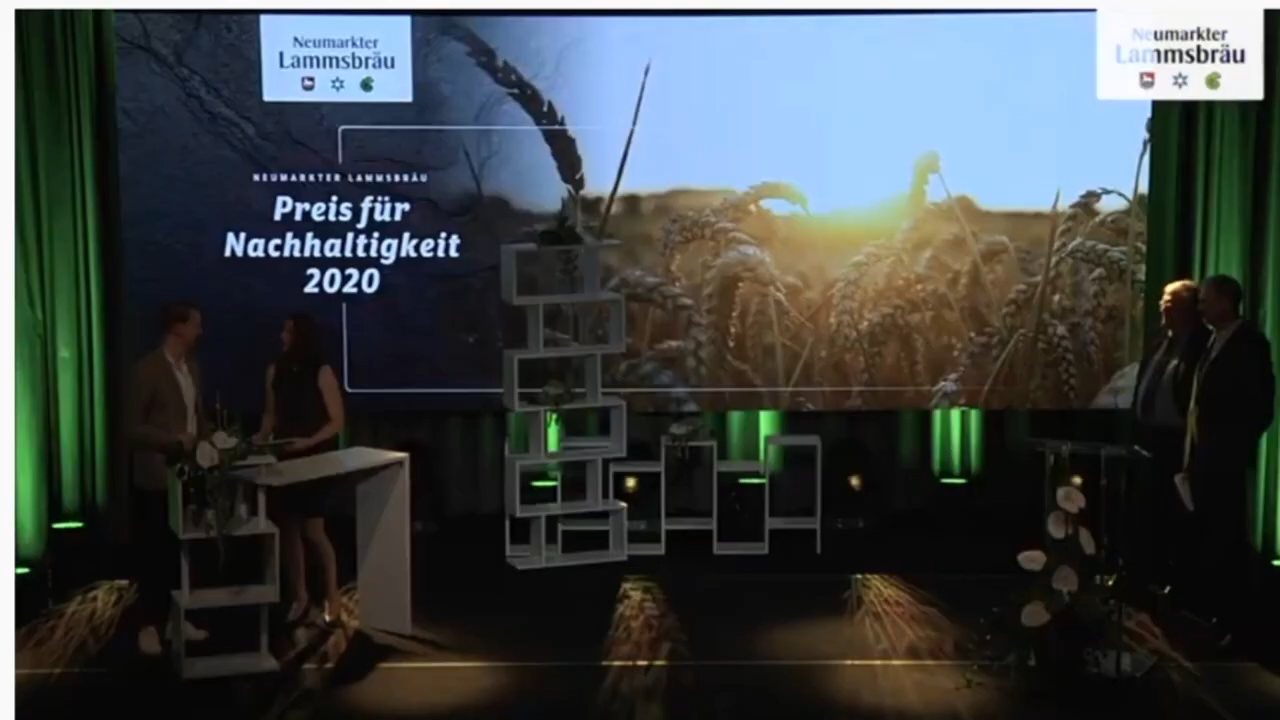 Neumarkter
Lammsbräu
Neumarkter
Lammsbräu
NEUMARKTER LAMMSBRÄU
Preis für
Nachhaltigkeit
2020